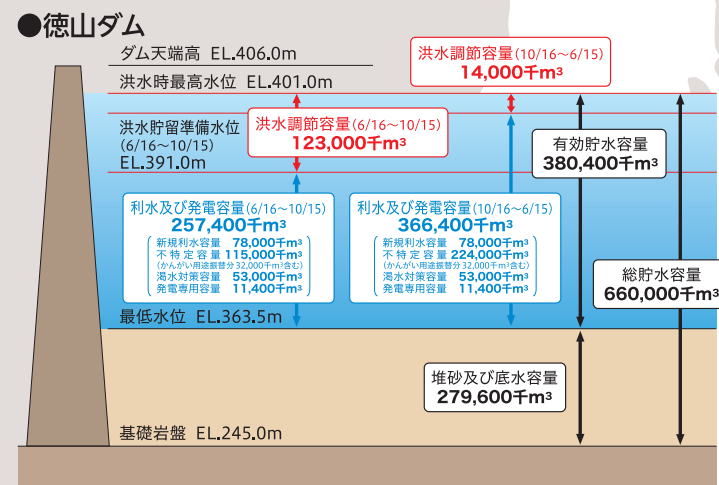 ●徳山ダム
ダム天端高 EL.406.0m
洪水時最高水位 EL.401.0m
洪水調節容量(10/16〜6/15)
14,000千m³
洪水貯留準備水位
(6/16〜10/15)
EL.391.0m
洪水調節容量(6/16〜10/15)
123,000千m³
有効貯水容量
380,400千m³
利水及び発電容量(6/16〜10/15)
257,400千m³
新規利水容量 78,000千m³
不特定容量 115,000千m³
(かんがい用途振替分32,000千m³含む)
渇水対策容量 53,000千m³
発電専用容量 11,400千m³
利水及び発電容量(10/16〜6/15)
366,400千m³
新規利水容量 78,000千m³
不特定容量 224,000千m³
(かんがい用途振替分32,000千m³含む)
渇水対策容量 53,000千m³
発電専用容量 11,400千m³
総貯水容量
660,000千m³
最低水位 EL.363.5m
堆砂及び底水容量
279,600千m³
基礎岩盤 EL.245.0m